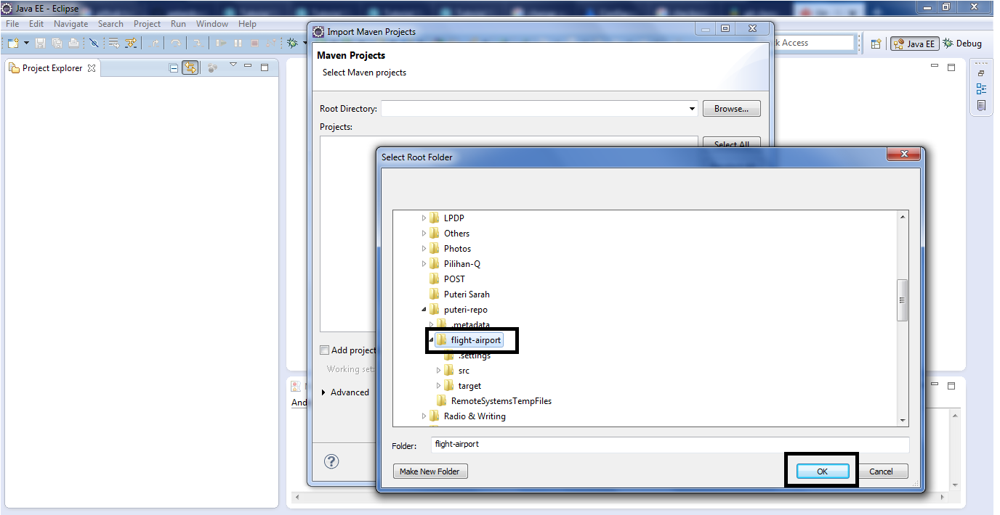 Java EE - Eclipse
File Edit Navigate Search Project Run Window Help
Access
Java EE
Debug
Project Explorer
Import Maven Projects
Maven Projects
Select Maven projects
Root Directory:
Browse...
Projects:
Select All
Select Root Folder
LPDP
Others
Photos
Pilihan-Q
POST
Puteri Sarah
puteri-repo
.metadata
flight-airport
.settings
src
target
RemoteSystemsTempFiles
Radio & Writing
Add project
Working set
Advanced
Folder: flight-airport
Make New Folder
OK
Cancel